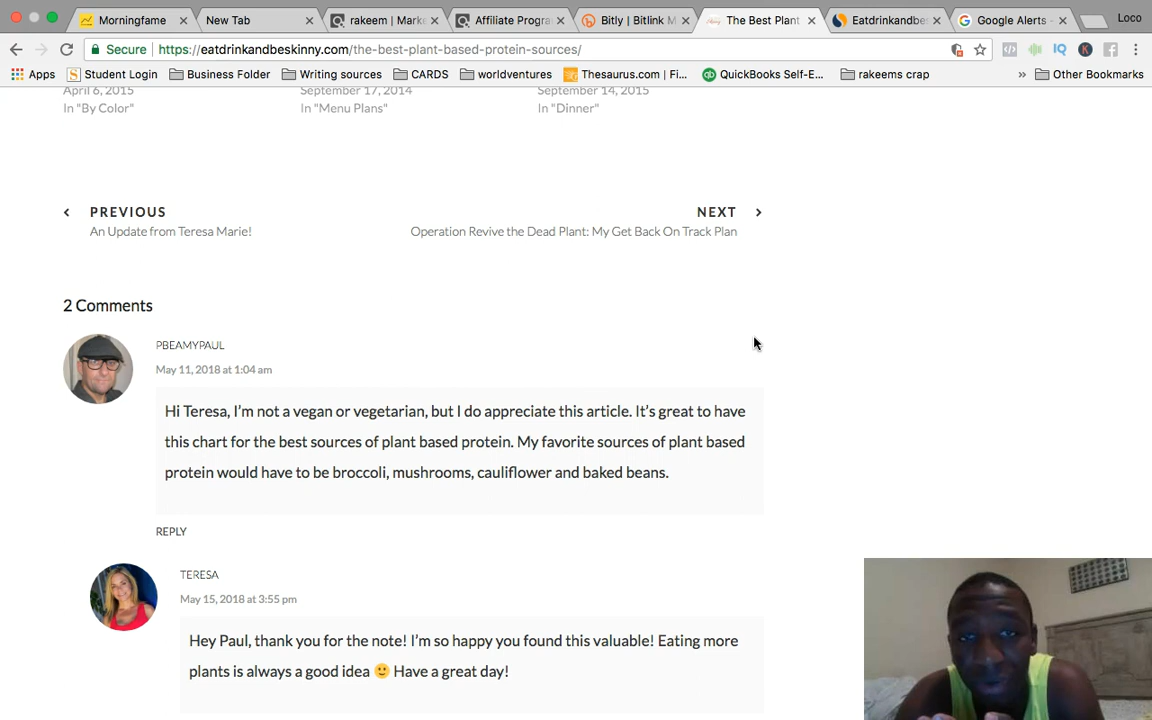 Morningfame
New Tab
rakeem | Marke
Affiliate Progra
Bitly | Bitlink M
The Best Plant
Eatdrinkandbe
Google Alerts -
Loco
Secure https://eatdrinkandbeskinny.com/the-best-plant-based-protein-sources/
Apps Student Login Business Folder Writing sources CARDS worldventures Thesaurus.com | Fi... QuickBooks Self-E... rakeems crap » Other Bookmarks
April 6, 2015 September 17, 2014 September 14, 2015
In "By Color" In "Menu Plans" In "Dinner"
PREVIOUS NEXT
An Update from Teresa Marie! Operation Revive the Dead Plant: My Get Back On Track Plan
2 Comments
PBEAMYPAUL
May 11, 2018 at 1:04 am
Hi Teresa, I'm not a vegan or vegetarian, but I do appreciate this article. It's great to have
this chart for the best sources of plant based protein. My favorite sources of plant based
protein would have to be broccoli, mushrooms, cauliflower and baked beans.
REPLY
TERESA
May 15, 2018 at 3:55 pm
Hey Paul, thank you for the note! I'm so happy you found this valuable! Eating more
plants is always a good idea 🙂 Have a great day!